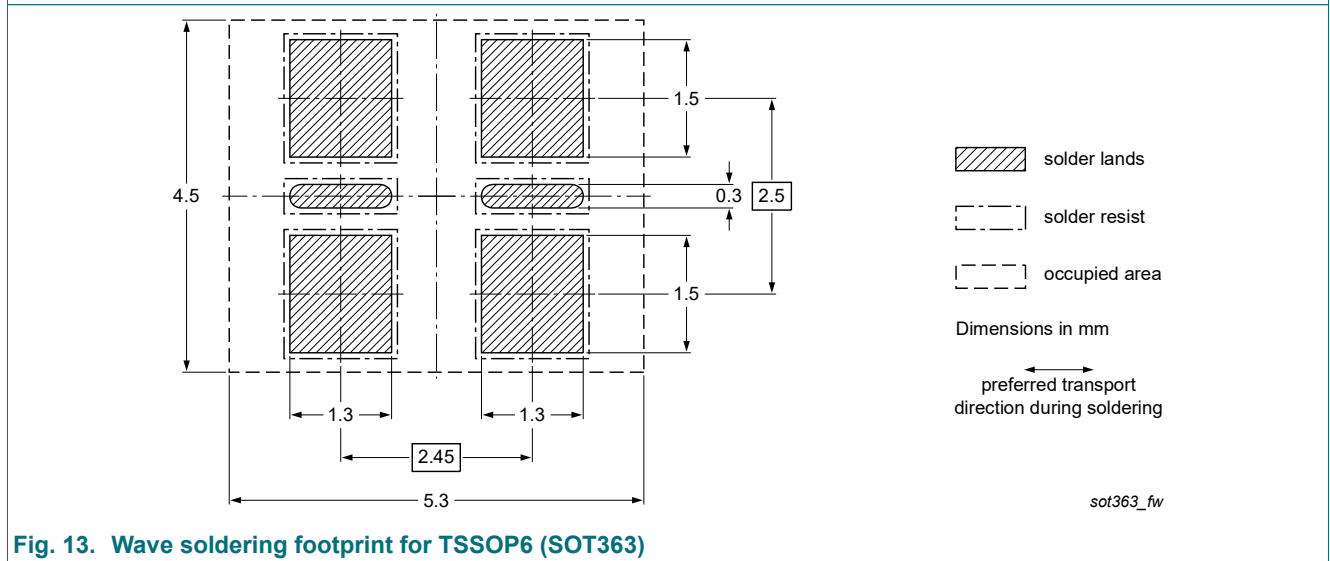 1.5
4.5
0.3
2.5
1.5
1.3
1.3
2.45
5.3
solder lands
solder resist
occupied area
Dimensions in mm
preferred transport
direction during soldering
sot363_fw
Fig. 13. Wave soldering footprint for TSSOP6 (SOT363)